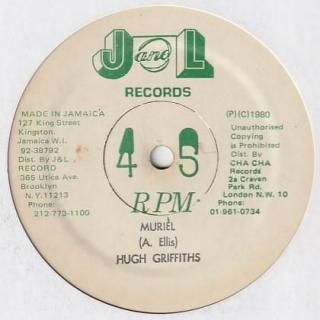 J and L
RECORDS
MADE IN JAMAICA
127 King Street
Kingston.
Jamaica W.I.
92-38792
Dist. By J&L
RECORD
365 Utica Ave.
Brooklyn
N.Y.11213
Phone:
212-773-1100
(P)(C)1980
Unauthorised
Copying
is Prohibited
Dist. By
CHA CHA
Records
2a Craven
Park Rd.
London N.W. 10
Phone:
01-961-0734
45
RPM
MURIEL
(A. Ellis)
HUGH GRIFFITHS